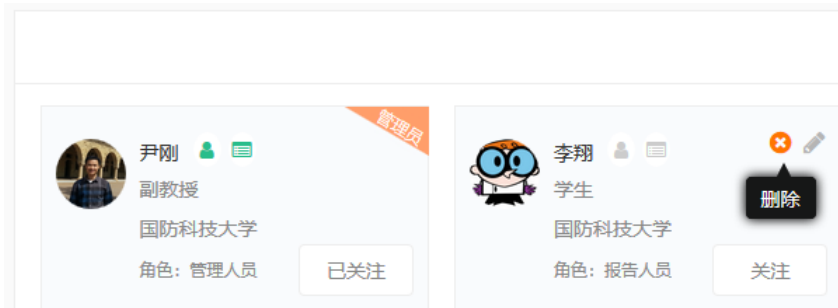 管理员
尹刚
副教授
国防科技大学
角色：管理人员
已关注
李翔
学生
删除
国防科技大学
角色：报告人员
关注